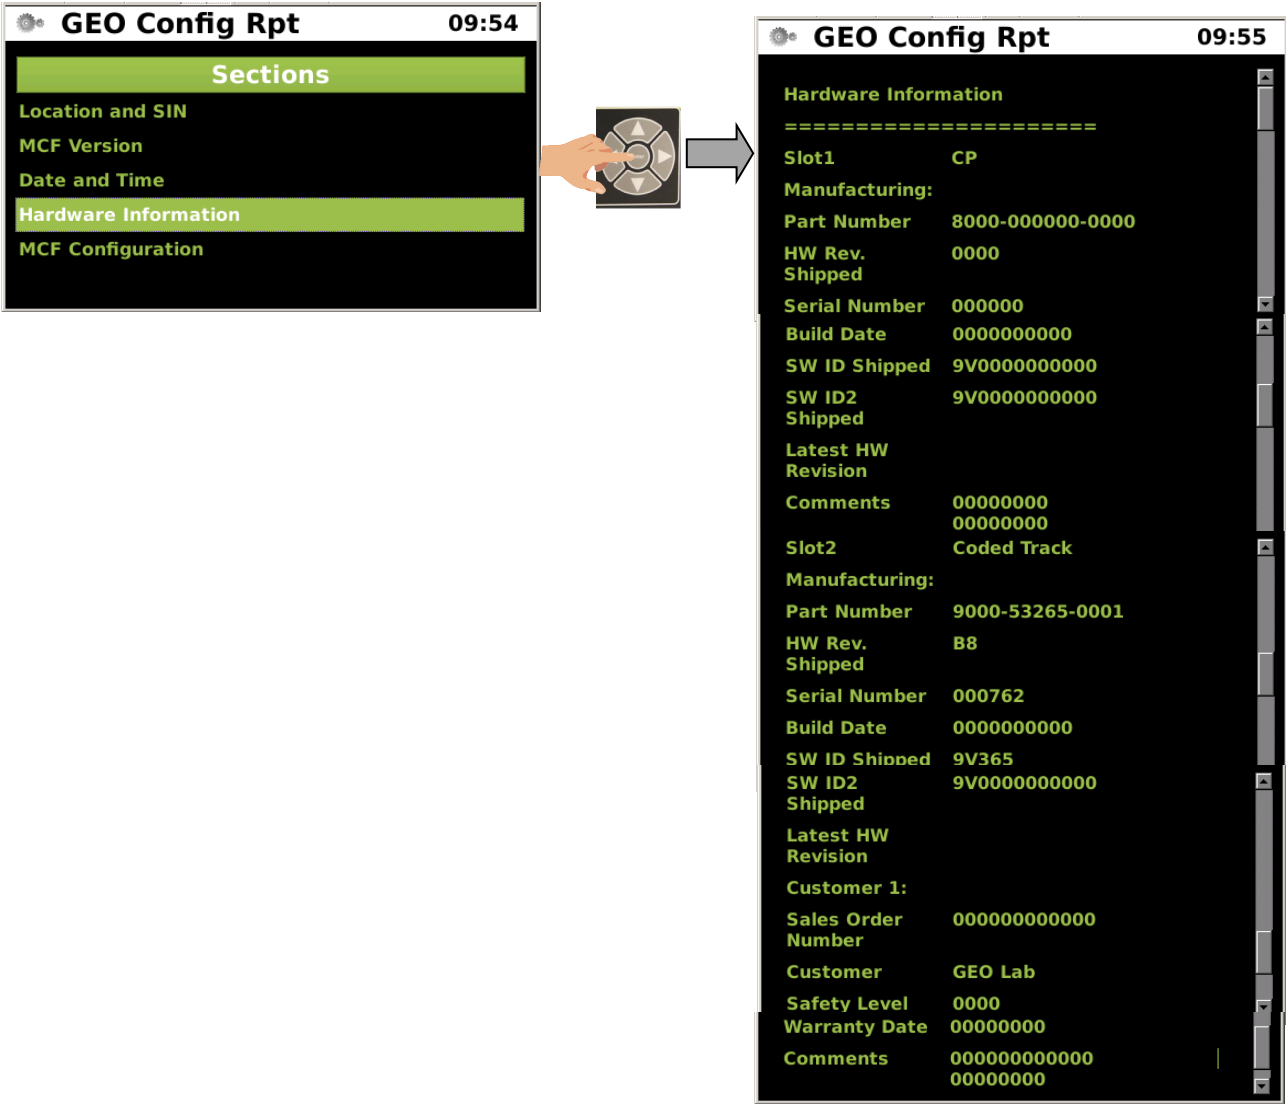 GEO Config Rpt 09:54
Sections
Location and SIN
MCF Version
Date and Time
Hardware Information
MCF Configuration
GEO Config Rpt 09:55
Hardware Information
======================
Slot1 CP
Manufacturing:
Part Number 8000-000000-0000
HW Rev. 0000
Shipped
Serial Number 000000
Build Date 0000000000
SW ID Shipped 9V0000000000
SW ID2 9V0000000000
Shipped
Latest HW
Revision
Comments 00000000
00000000
Slot2 Coded Track
Manufacturing:
Part Number 9000-53265-0001
HW Rev. B8
Shipped
Serial Number 000762
Build Date 0000000000
SW ID Shipped 9V365
SW ID2 9V0000000000
Shipped
Latest HW
Revision
Customer 1:
Sales Order 000000000000
Number
Customer GEO Lab
Safety Level 0000
Warranty Date 00000000
Comments 000000000000
00000000